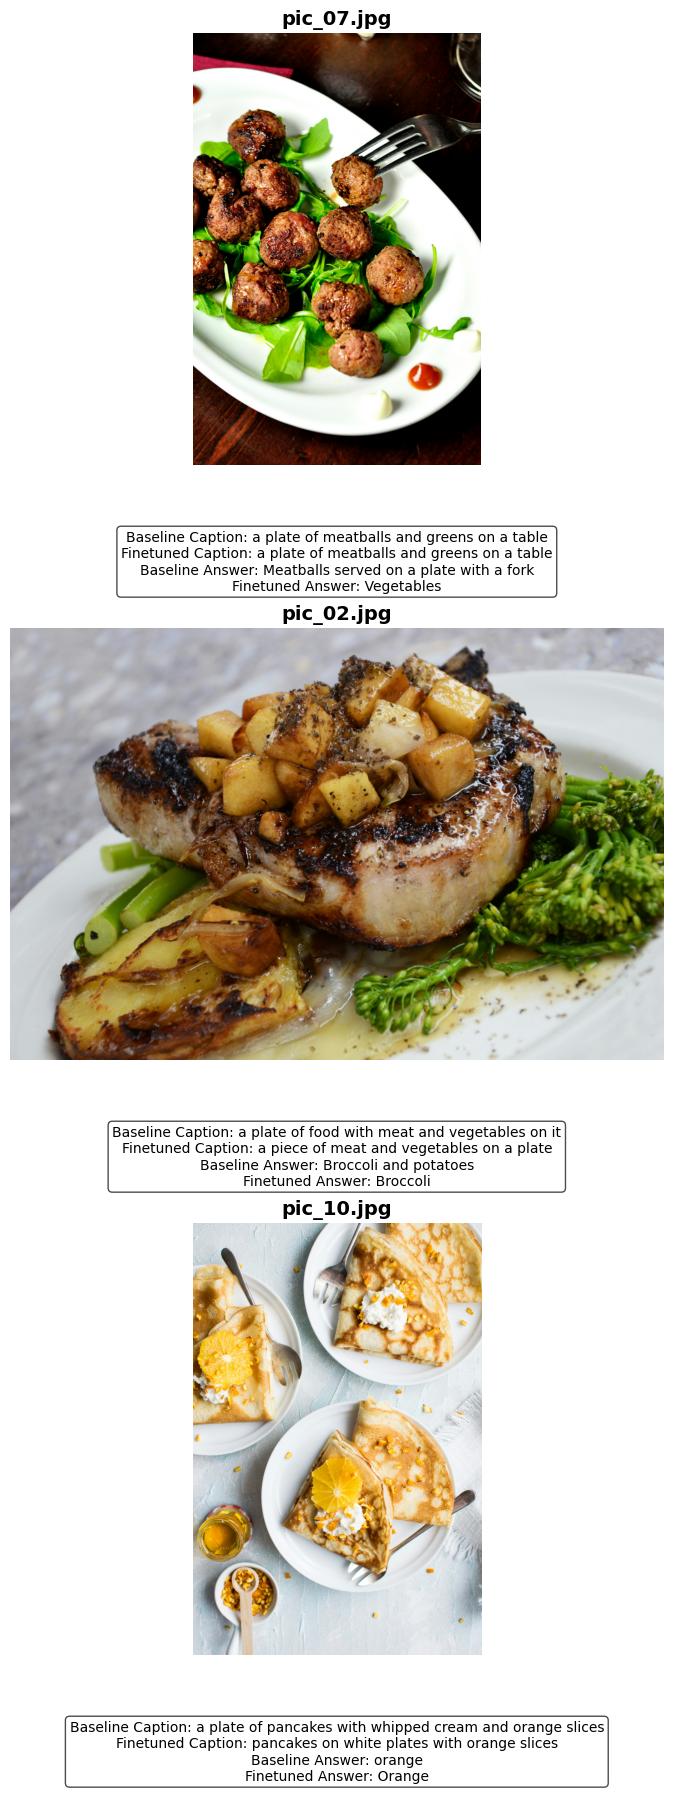 pic_07.jpg
Baseline Caption: a plate of meatballs and greens on a table
Finetuned Caption: a plate of meatballs and greens on a table
Baseline Answer: Meatballs served on a plate with a fork
Finetuned Answer: Vegetables
pic_02.jpg
Baseline Caption: a plate of food with meat and vegetables on it
Finetuned Caption: a piece of meat and vegetables on a plate
Baseline Answer: Broccoli and potatoes
Finetuned Answer: Broccoli
pic_10.jpg
Baseline Caption: a plate of pancakes with whipped cream and orange slices
Finetuned Caption: pancakes on white plates with orange slices
Baseline Answer: orange
Finetuned Answer: Orange